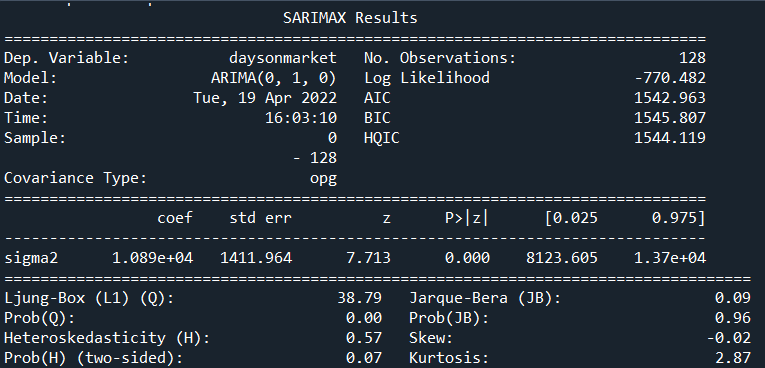 SARIMAX Results
==============================================================================
Dep. Variable: daysonmarket No. Observations: 128
Model: ARIMA(0, 1, 0) Log Likelihood -770.482
Date: Tue, 19 Apr 2022 AIC 1542.963
Time: 16:03:10 BIC 1545.807
Sample: 0 HQIC 1544.119
- 128
Covariance Type: opg
==============================================================================
coef std err z P>|z| [0.025 0.975]
------------------------------------------------------------------------------
sigma2 1.089e+04 1411.964 7.713 0.000 8123.605 1.37e+04
===================================================================================
Ljung-Box (L1) (Q): 38.79 Jarque-Bera (JB): 0.09
Prob(Q): 0.00 Prob(JB): 0.96
Heteroskedasticity (H): 0.57 Skew: -0.02
Prob(H) (two-sided): 0.07 Kurtosis: 2.87